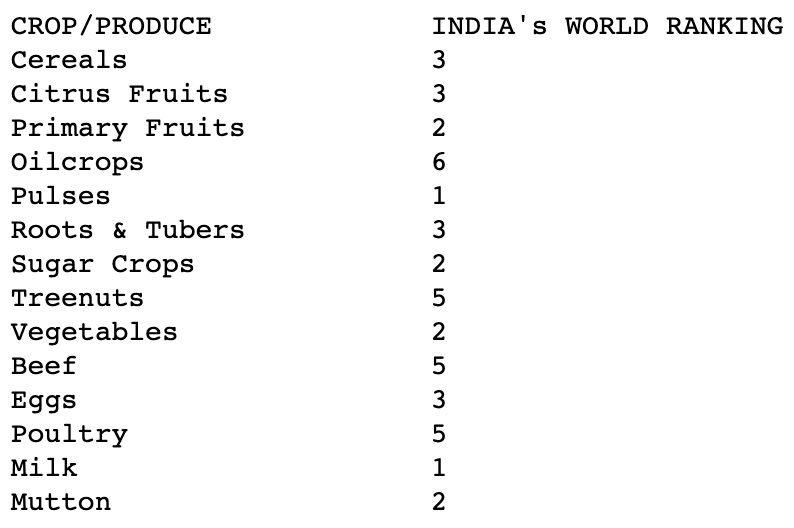 CROP/PRODUCE INDIA's WORLD RANKING
Cereals 3
Citrus Fruits 3
Primary Fruits 2
Oilcrops 6
Pulses 1
Roots & Tubers 3
Sugar Crops 2
Treenuts 5
Vegetables 2
Beef 5
Eggs 3
Poultry 5
Milk 1
Mutton 2